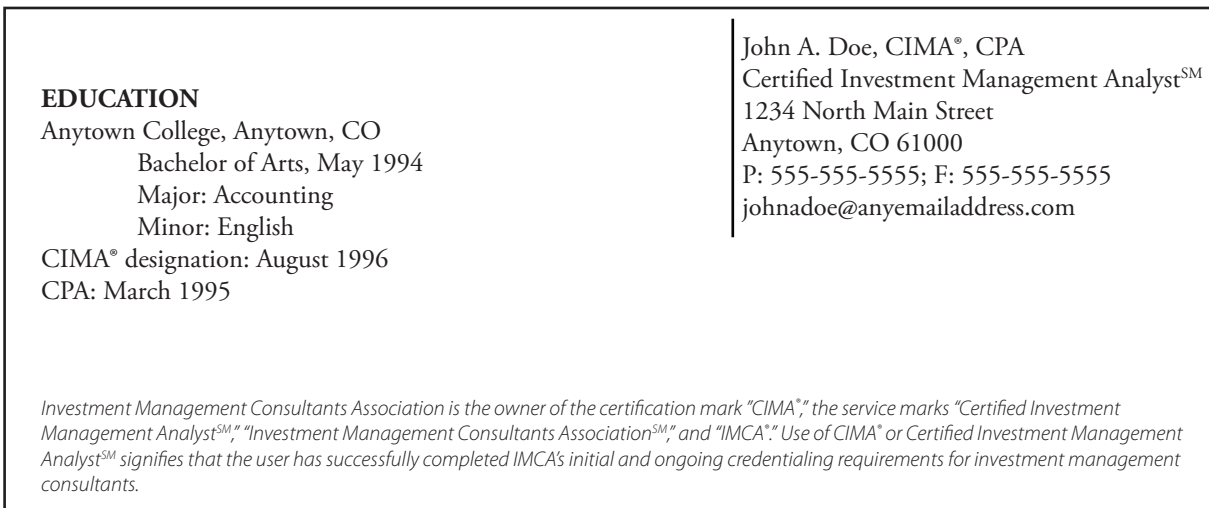 EDUCATION
Anytown College, Anytown, CO
Bachelor of Arts, May 1994
Major: Accounting
Minor: English
CIMA® designation: August 1996
CPA: March 1995
John A. Doe, CIMA®, CPA
Certified Investment Management Analyst℠
1234 North Main Street
Anytown, CO 61000
P: 555-555-5555; F: 555-555-5555
johnadoe@anyemailaddress.com
Investment Management Consultants Association is the owner of the certification mark "CIMA®," the service marks “Certified Investment
Management Analyst℠,” “Investment Management Consultants Association℠,” and “IMCA®.” Use of CIMA® or Certified Investment Management
Analyst℠ signifies that the user has successfully completed IMCA’s initial and ongoing credentialing requirements for investment management
consultants.